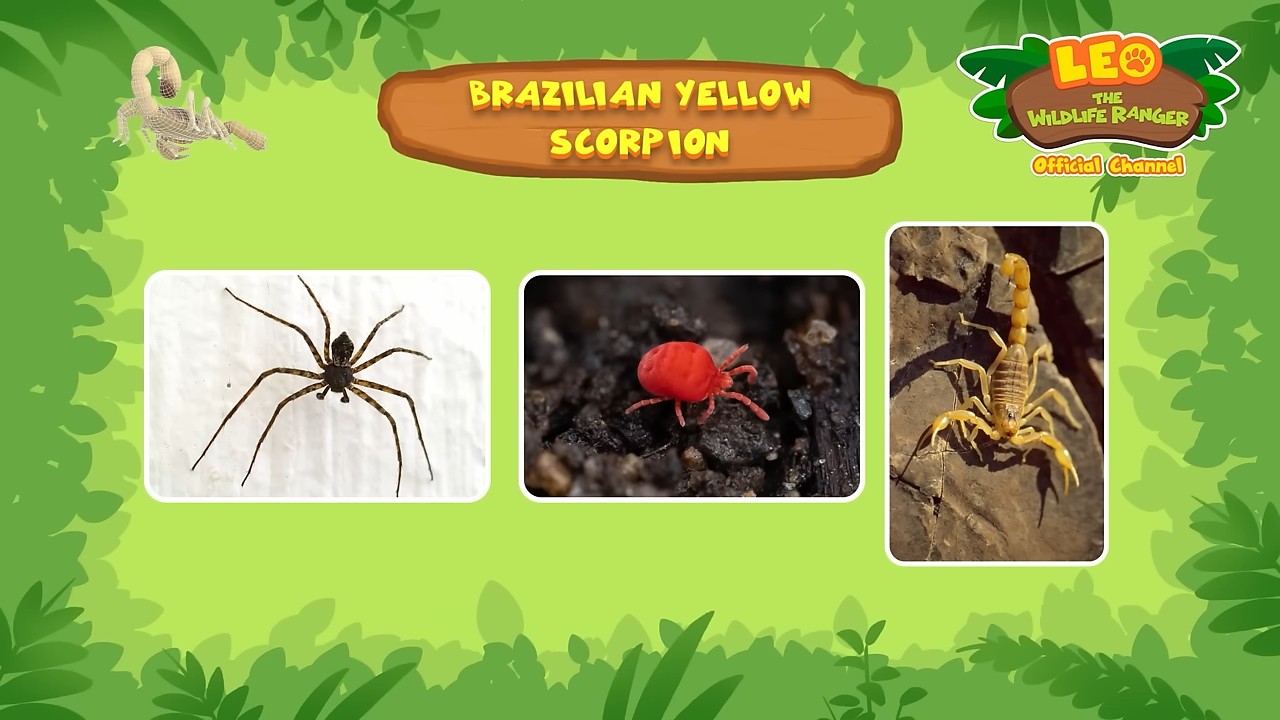 BRAZILIAN YELLOW
SCORPION
LEO
THE
WILDLIFE RANGER
Official Channel